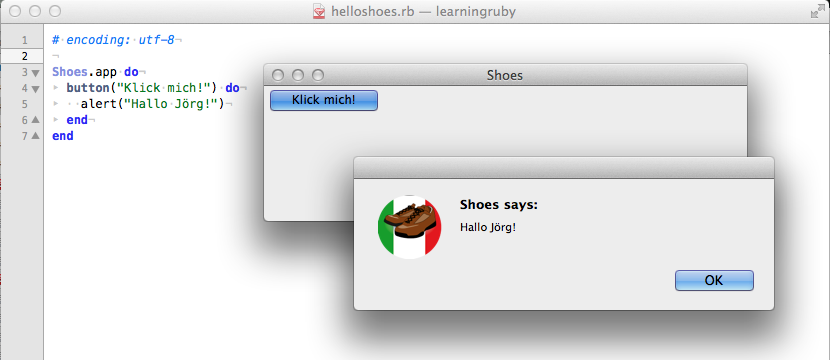 helloshoes.rb — learningruby
1 # encoding: utf-8
2
3 Shoes.app do
4 button("Klick mich!") do
5 alert("Hallo Jörg!")
6 end
7 end
Shoes
Klick mich!
Shoes says:
Hallo Jörg!
OK